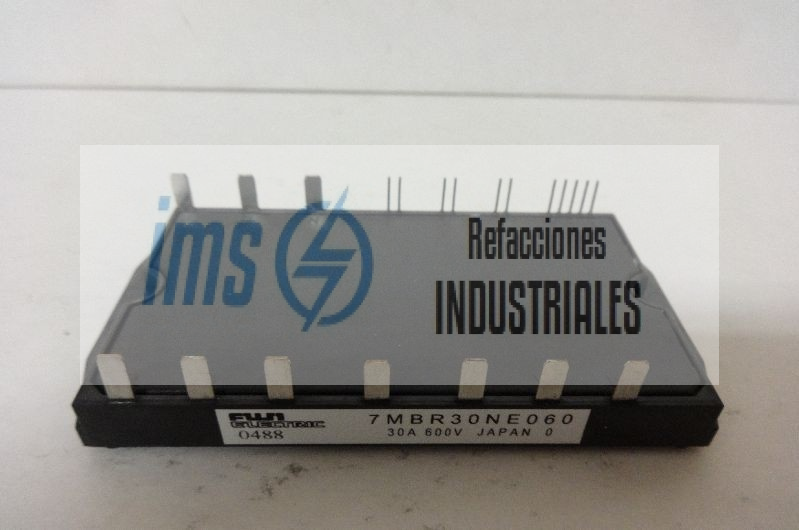 ims
Refacciones
INDUSTRIALES
FUJI
ELECTRIC
0488
7MBR30NE060
30A 600V JAPAN 0